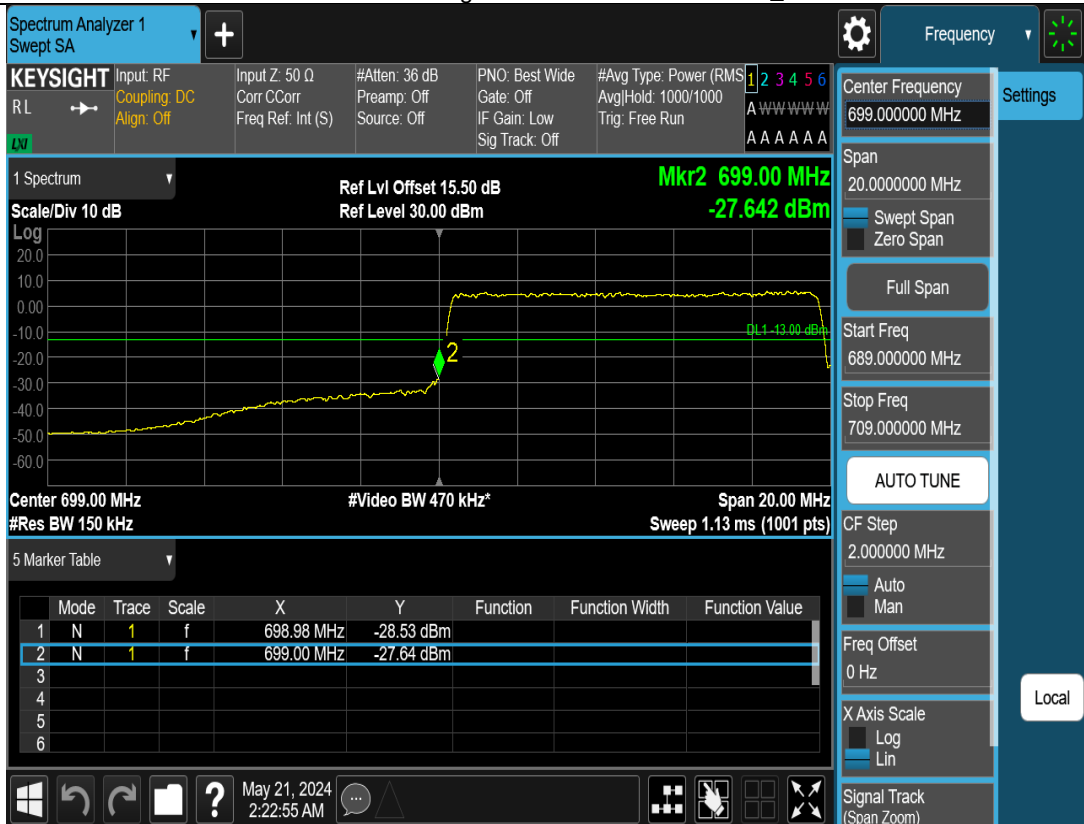 Spectrum Analyzer 1
Swept SA
Frequency
KEYSIGHT
R L
LXI
Input: RF
Coupling: DC
Align: Off
Input Z: 50 Ω
Corr CCorr
Freq Ref: Int (S)
#Atten: 36 dB
Preamp: Off
Source: Off
PNO: Best Wide
Gate: Off
IF Gain: Low
Sig Track: Off
#Avg Type: Power (RMS
Avg|Hold: 1000/1000
Trig: Free Run
1 2 3 4 5 6
A W W W W W
A A A A A A
1 Spectrum
Scale/Div 10 dB
Ref Lvl Offset 15.50 dB
Ref Level 30.00 dBm
Mkr2 699.00 MHz
-27.642 dBm
Log
20.0
10.0
0.00
-10.0
-20.0
-30.0
-40.0
-50.0
-60.0
DL1 -13.00 dBm
2
Center 699.00 MHz
#Video BW 470 kHz*
Span 20.00 MHz
#Res BW 150 kHz
Sweep 1.13 ms (1001 pts)
5 Marker Table
Mode Trace Scale X Y Function Function Width Function Value
1 N 1 f 698.98 MHz -28.53 dBm
2 N 1 f 699.00 MHz -27.64 dBm
3
4
5
6
May 21, 2024
2:22:55 AM
Center Frequency
699.000000 MHz
Settings
Span
20.0000000 MHz
Swept Span
Zero Span
Full Span
Start Freq
689.000000 MHz
Stop Freq
709.000000 MHz
AUTO TUNE
CF Step
2.000000 MHz
Auto
Man
Freq Offset
0 Hz
X Axis Scale
Log
Lin
Local
Signal Track
(Span Zoom)